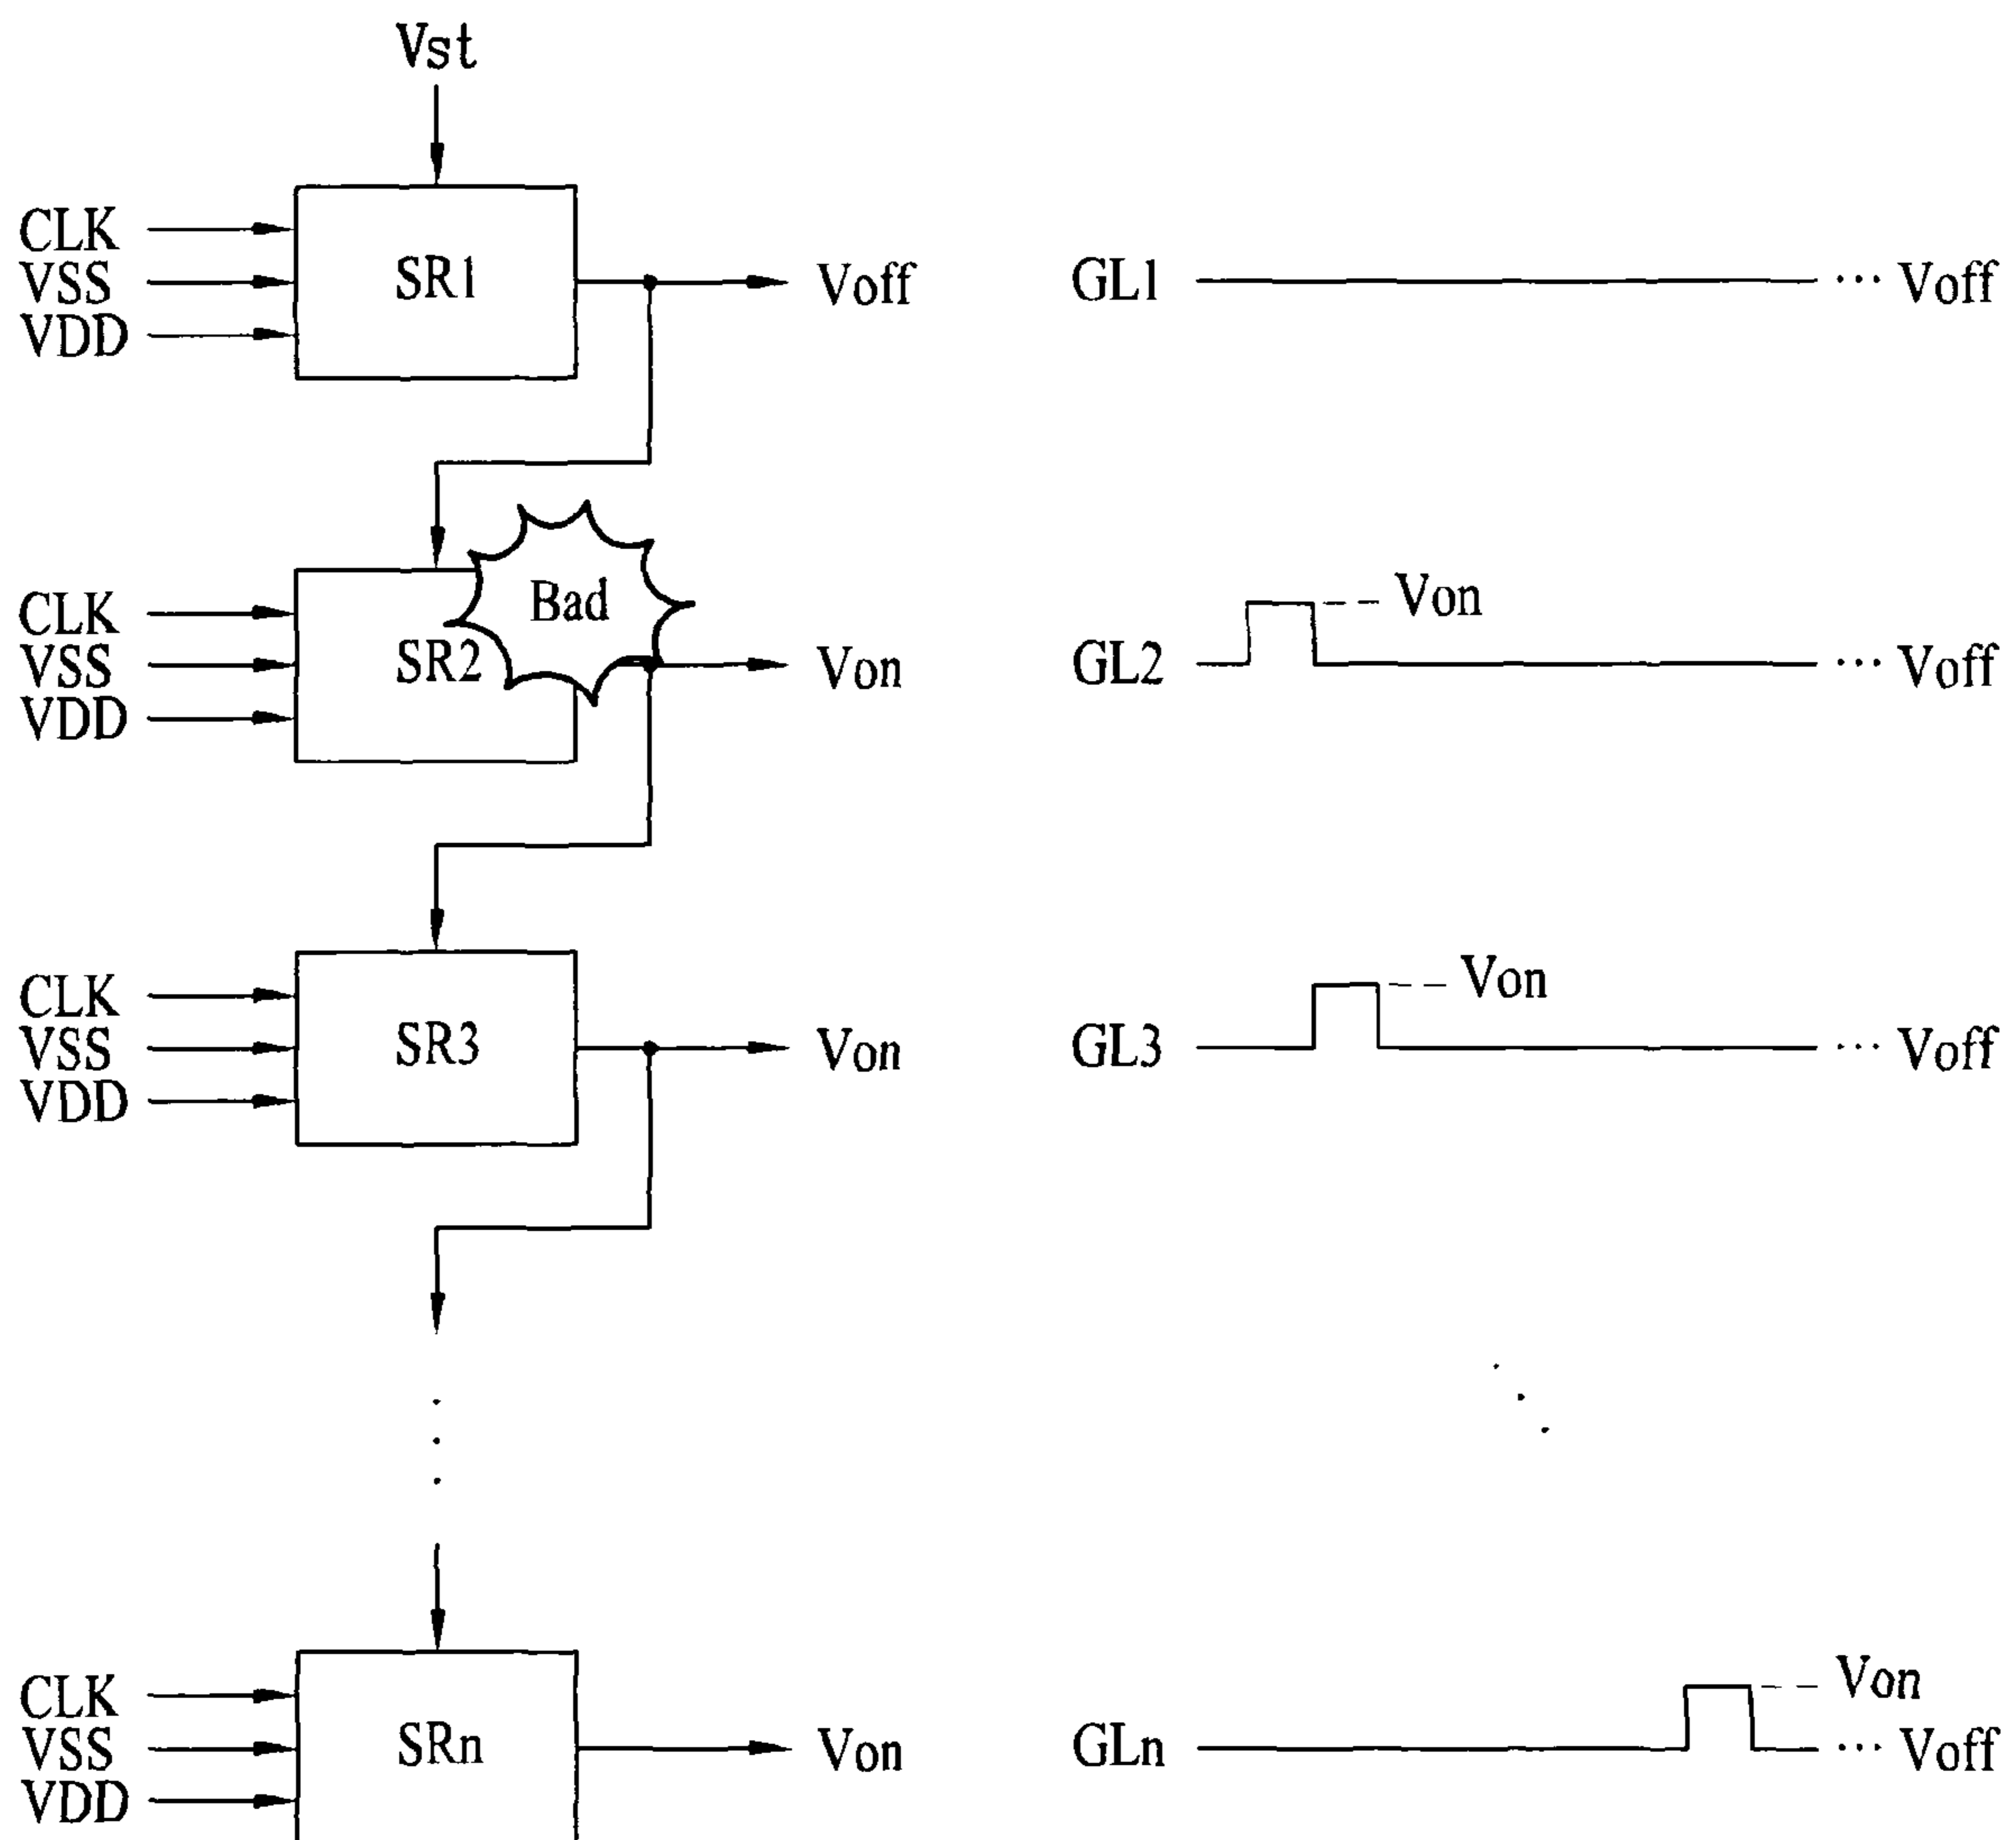 Vst
CLK
VSS
VDD
SR1
Voff
GL1
... Voff
Bad
CLK
VSS
VDD
SR2
Von
GL2
Von
... Voff
CLK
VSS
VDD
SR3
Von
GL3
Von
... Voff
CLK
VSS
VDD
SRn
Von
GLn
Von
... Voff